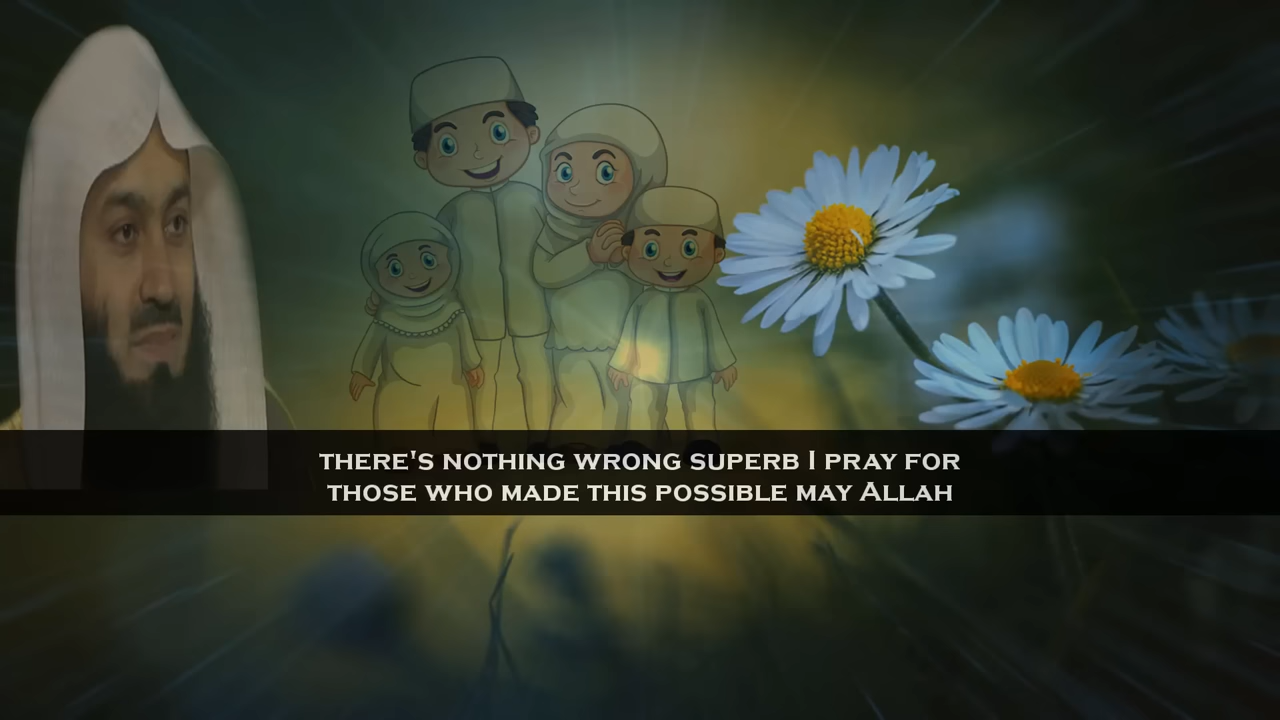 THERE'S NOTHING WRONG SUPERB I PRAY FOR
THOSE WHO MADE THIS POSSIBLE MAY ALLAH